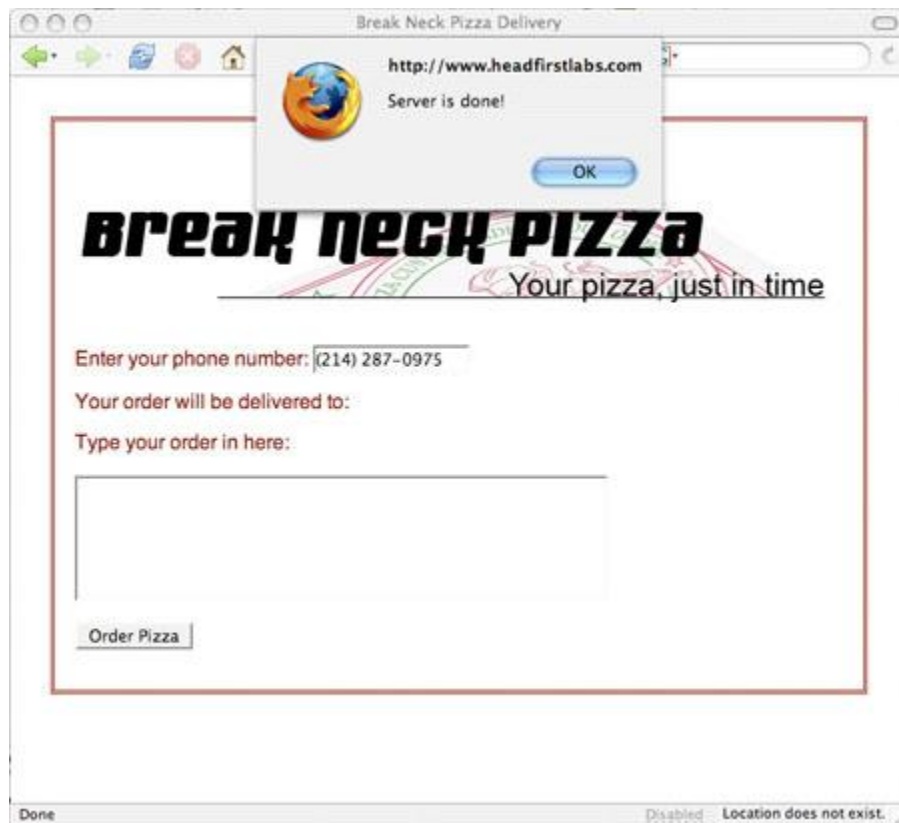 Break Neck Pizza Delivery
http://www.headfirstlabs.com
Server is done!
OK
Break Neck Pizza
Your pizza, just in time
Enter your phone number: (214) 287-0975
Your order will be delivered to:
Type your order in here:
Order Pizza
Done
Disabled Location does not exist.